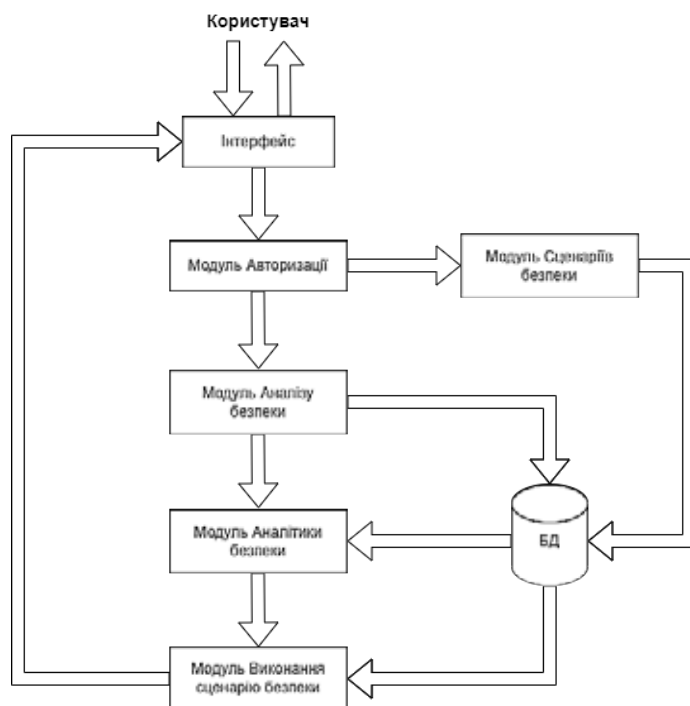 Користувач
Інтерфейс
Модуль Авторизації
Модуль Сценаріїв
безпеки
Модуль Аналізу
безпеки
Модуль Аналітики
безпеки
БД
Модуль Виконання
сценарію безпеки